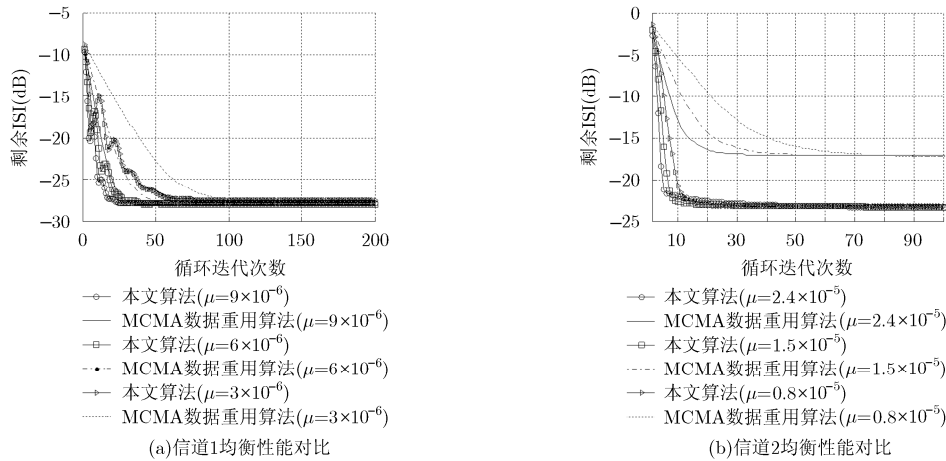 剩余ISI(dB)
−5
−10
−15
−20
−25
−30
0
50
100
150
200
循环迭代次数
本文算法(μ=9×10⁻⁶)
MCMA数据重用算法(μ=9×10⁻⁶)
本文算法(μ=6×10⁻⁶)
MCMA数据重用算法(μ=6×10⁻⁶)
本文算法(μ=3×10⁻⁶)
MCMA数据重用算法(μ=3×10⁻⁶)
(a)信道1均衡性能对比
剩余ISI(dB)
0
−5
−10
−15
−20
−25
10
30
50
70
90
循环迭代次数
本文算法(μ=2.4×10⁻⁵)
MCMA数据重用算法(μ=2.4×10⁻⁵)
本文算法(μ=1.5×10⁻⁵)
MCMA数据重用算法(μ=1.5×10⁻⁵)
本文算法(μ=0.8×10⁻⁵)
MCMA数据重用算法(μ=0.8×10⁻⁵)
(b)信道2均衡性能对比